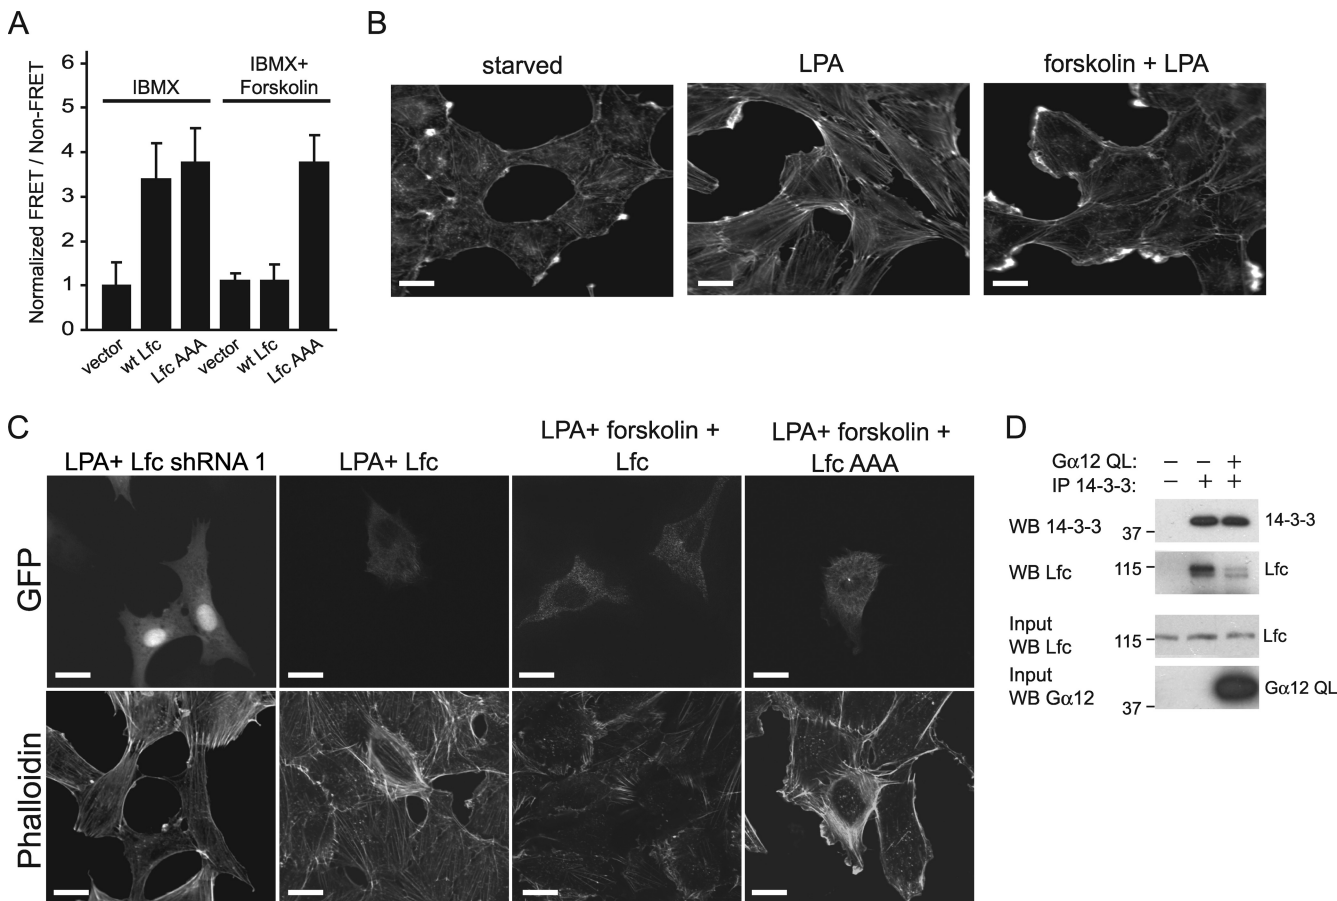 A
Normalized FRET / Non-FRET
6
5
4
3
2
1
0
IBMX
IBMX+
Forskolin
vector
wt Lfc
Lfc AAA
vector
wt Lfc
Lfc AAA
B
starved
LPA
forskolin + LPA
C
LPA+ Lfc shRNA 1
LPA+ Lfc
LPA+ forskolin +
Lfc
LPA+ forskolin +
Lfc AAA
GFP
Phalloidin
D
Gα12 QL: – – +
IP 14-3-3: – + +
WB 14-3-3
37
14-3-3
WB Lfc
115
Lfc
Input
WB Lfc
115
Lfc
Input
WB Gα12
37
Gα12 QL